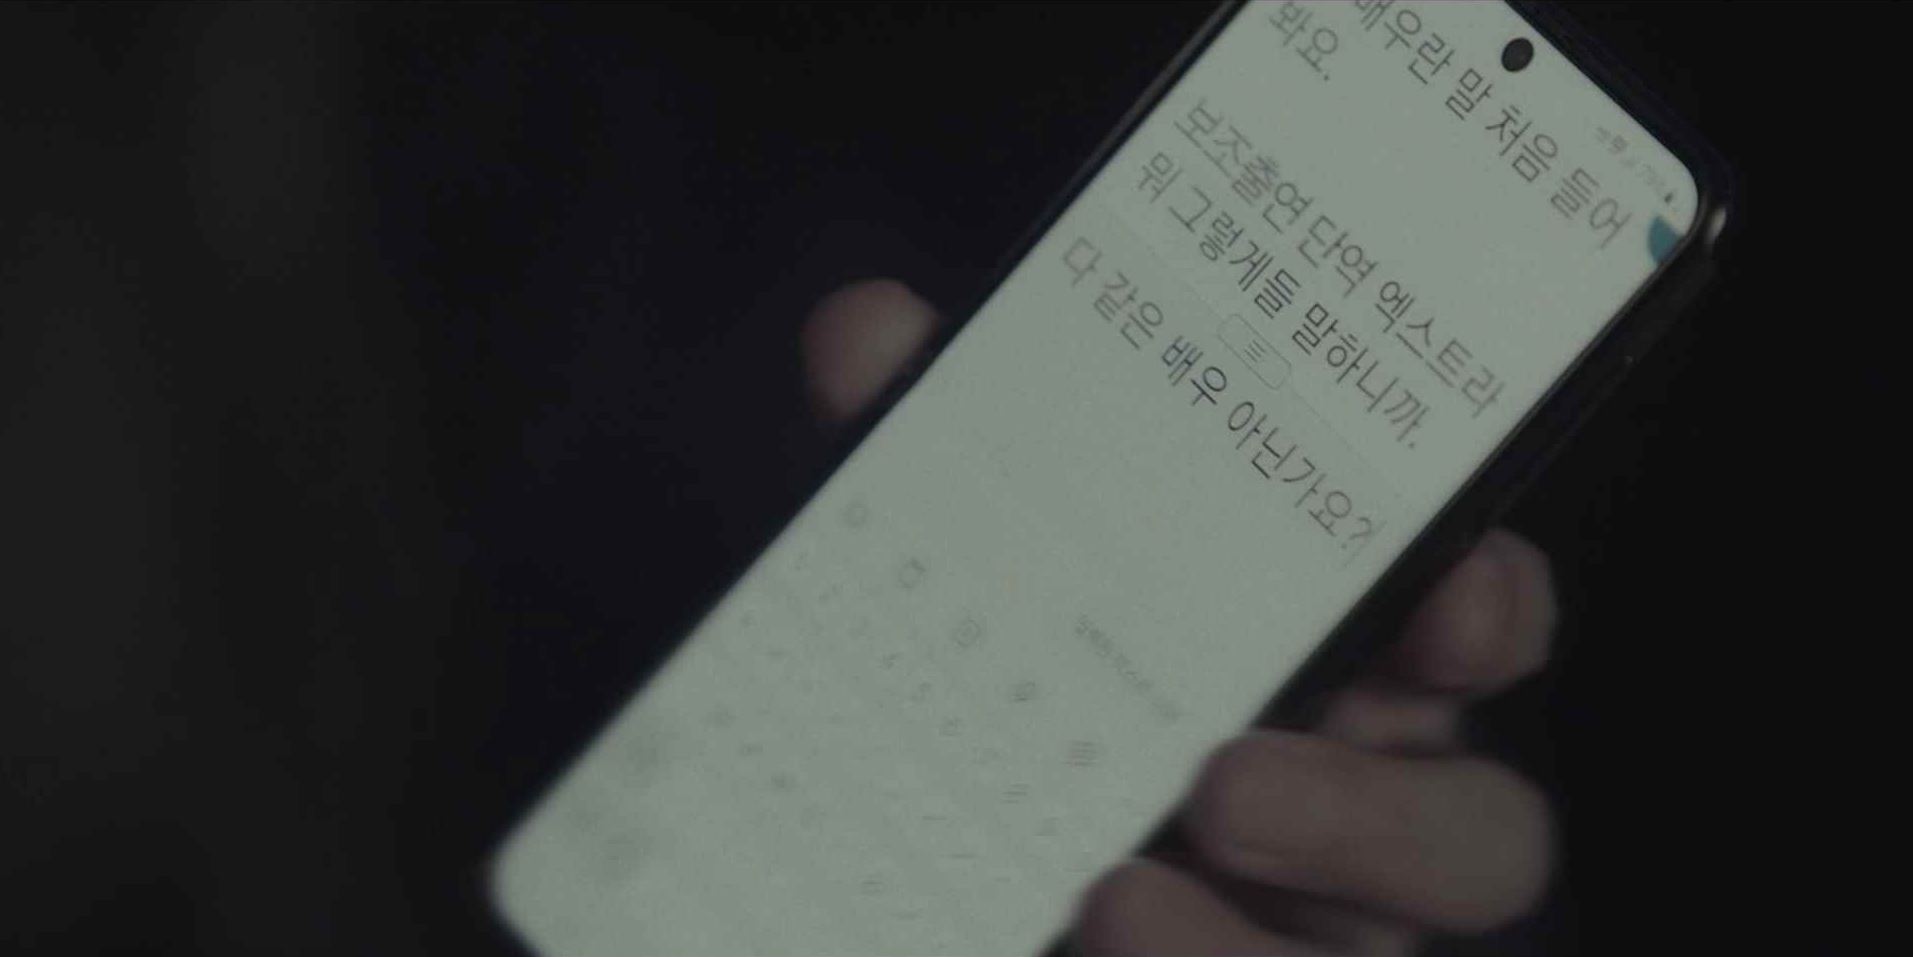 배우란 말 처음 들어
봐요.
보조출연 단역 엑스트라
뭐 그렇게들 말하니까.
다 같은 배우 아닌가요?